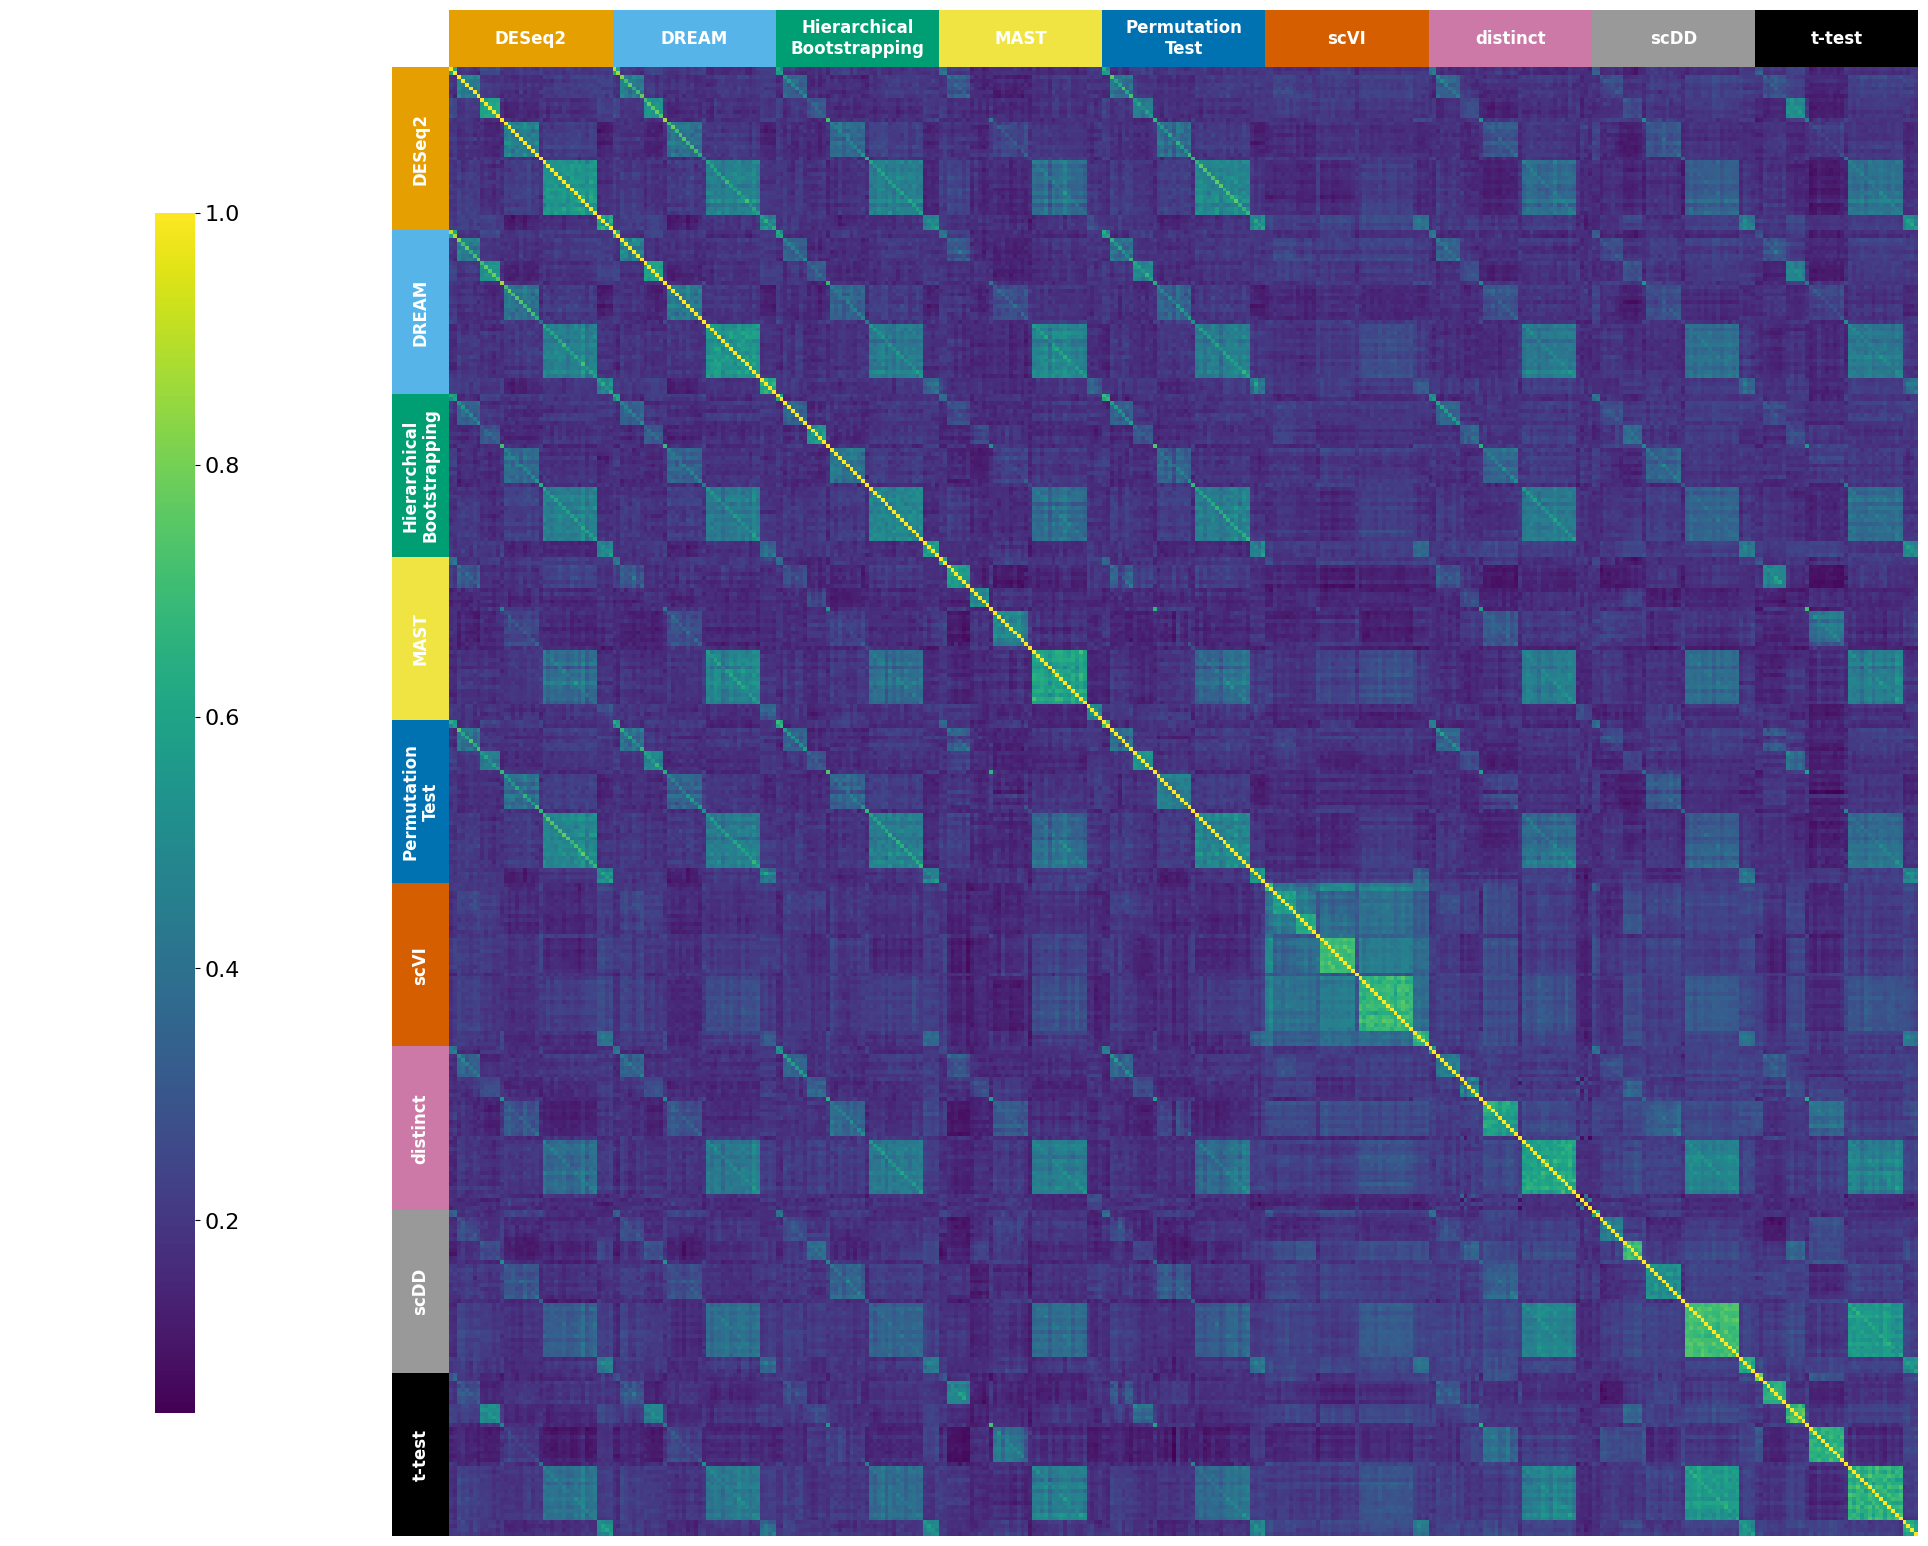 DESeq2
DREAM
Hierarchical
Bootstrapping
MAST
Permutation
Test
scVI
distinct
scDD
t-test
DESeq2
DREAM
Hierarchical
Bootstrapping
MAST
Permutation
Test
scVI
distinct
scDD
t-test
1.0
0.8
0.6
0.4
0.2